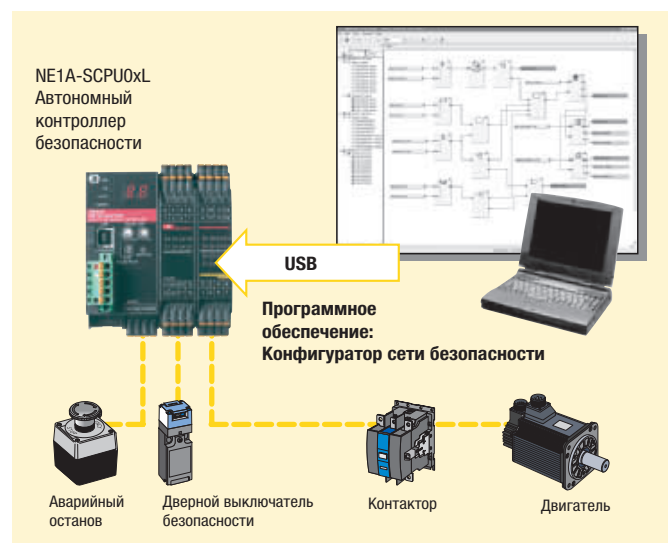 NE1A-SCPU0xL
Автономный
контроллер
безопасности
USB
Программное
обеспечение:
Конфигуратор сети безопасности
Аварийный
останов
Дверной выключатель
безопасности
Контактор
Двигатель